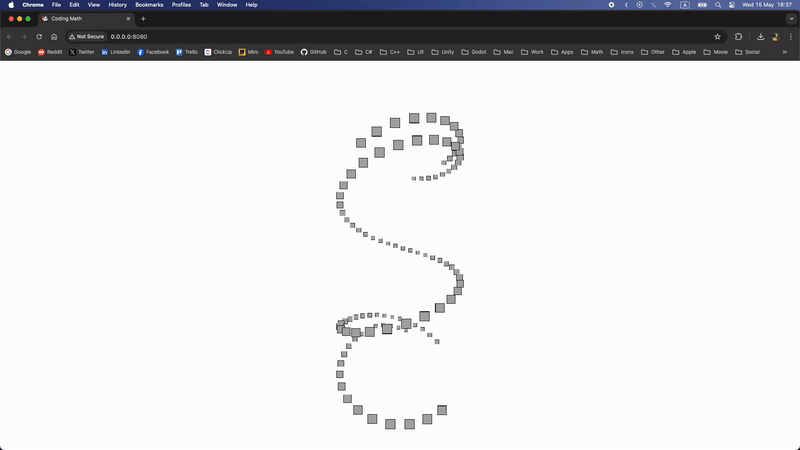 Chrome File Edit View History Bookmarks Profiles Tab Window Help A Wed 15 May 18:37
Coding Math
Not Secure 0.0.0.0:8080
Google Reddit Twitter LinkedIn Facebook Trello ClickUp Miro YouTube GitHub C C# C++ Unity Godot Mac Work Apps Math Icons Other Apple Movie Social